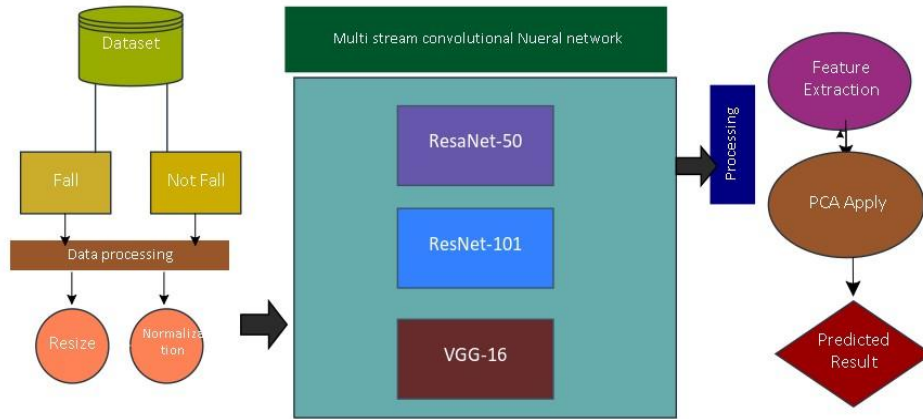 Dataset
Fall
Not Fall
Data processing
Resize
Normaliza
tion
Multi stream convolutional Nueral network
ResaNet-50
ResNet-101
VGG-16
Processing
Feature
Extraction
PCA Apply
Predicted
Result